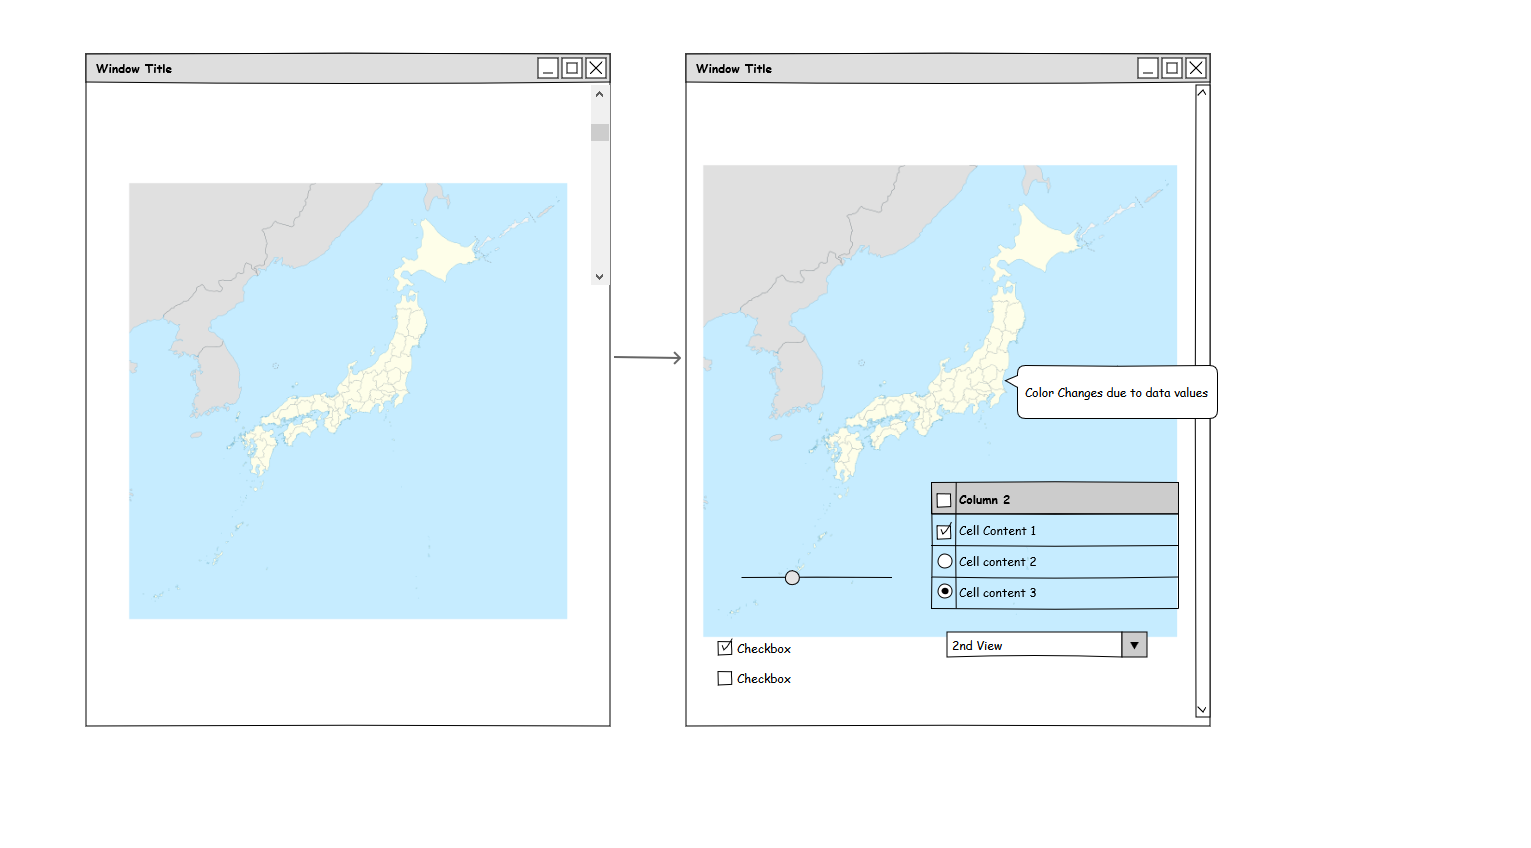 Window Title
Window Title
Color Changes due to data values
Column 2
Cell Content 1
Cell content 2
Cell content 3
2nd View
Checkbox
Checkbox